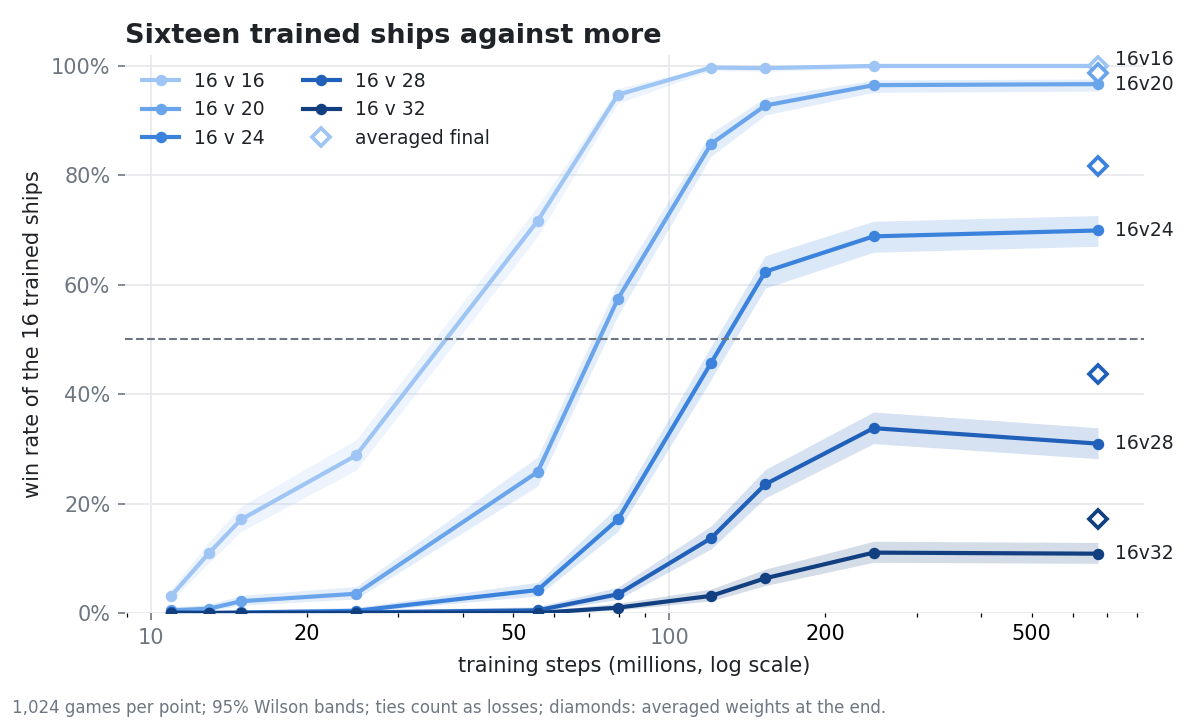 Sixteen trained ships against more
100%
80%
60%
40%
20%
0%
win rate of the 16 trained ships
16 v 16
16 v 20
16 v 24
16 v 28
16 v 32
averaged final
16v16
16v20
16v24
16v28
16v32
10
20
50
100
200
500
training steps (millions, log scale)
1,024 games per point; 95% Wilson bands; ties count as losses; diamonds: averaged weights at the end.